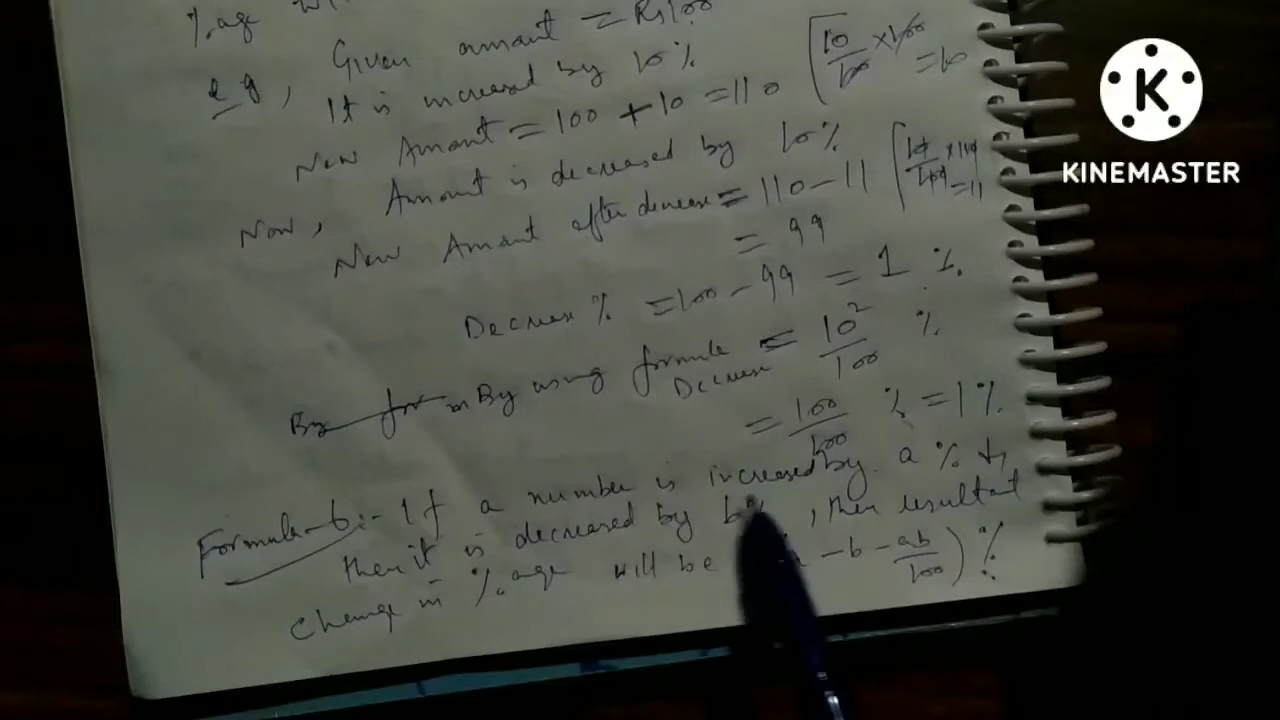 %age
Given amount = Rs100
e.g, It is increased by 10% [10/100 × 100 = 10
New Amount = 100 + 10 = 110
Now, Amount is decreased by 10%
New Amount after decrease = 110 - 11 [10/100 × 110 = 11
= 99
Decrease % = 100 - 99 = 1 %.
By using formula Decrease = 10²/100 %
= 100/100 % = 1%
Formula-6:- If a number is increased by a %
then it is decreased by b%, then resultant
change in %age will be - b - ab/100) %
KINEMASTER